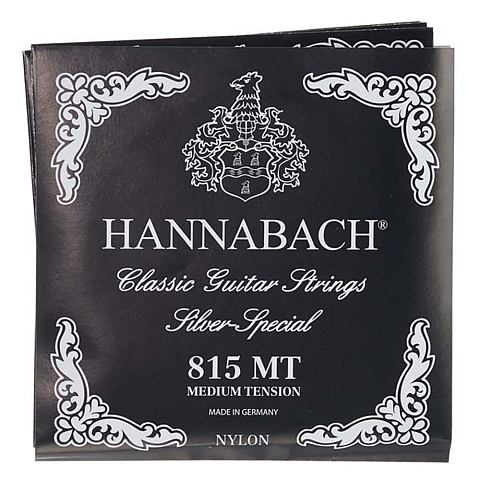 HANNABACH®
Classic Guitar Strings
Silver-Special
815 MT
MEDIUM TENSION
MADE IN GERMANY
NYLON